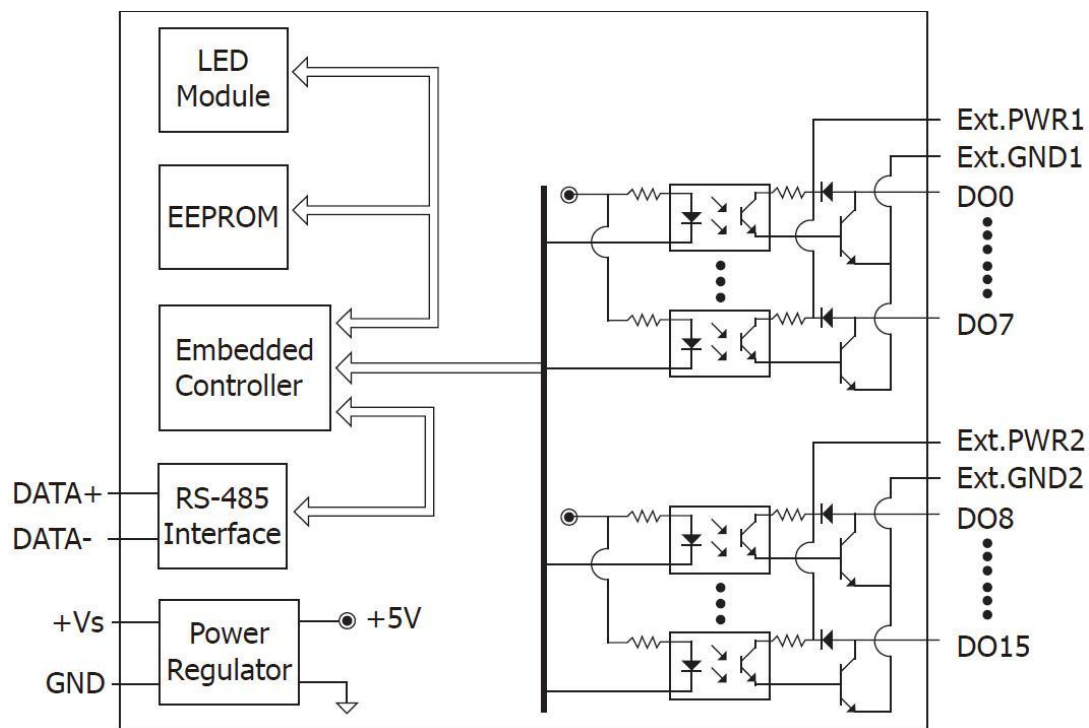 LED
Module
EEPROM
Embedded
Controller
DATA+
DATA-
RS-485
Interface
+Vs
GND
Power
Regulator
+5V
Ext.PWR1
Ext.GND1
DO0
DO7
Ext.PWR2
Ext.GND2
DO8
DO15